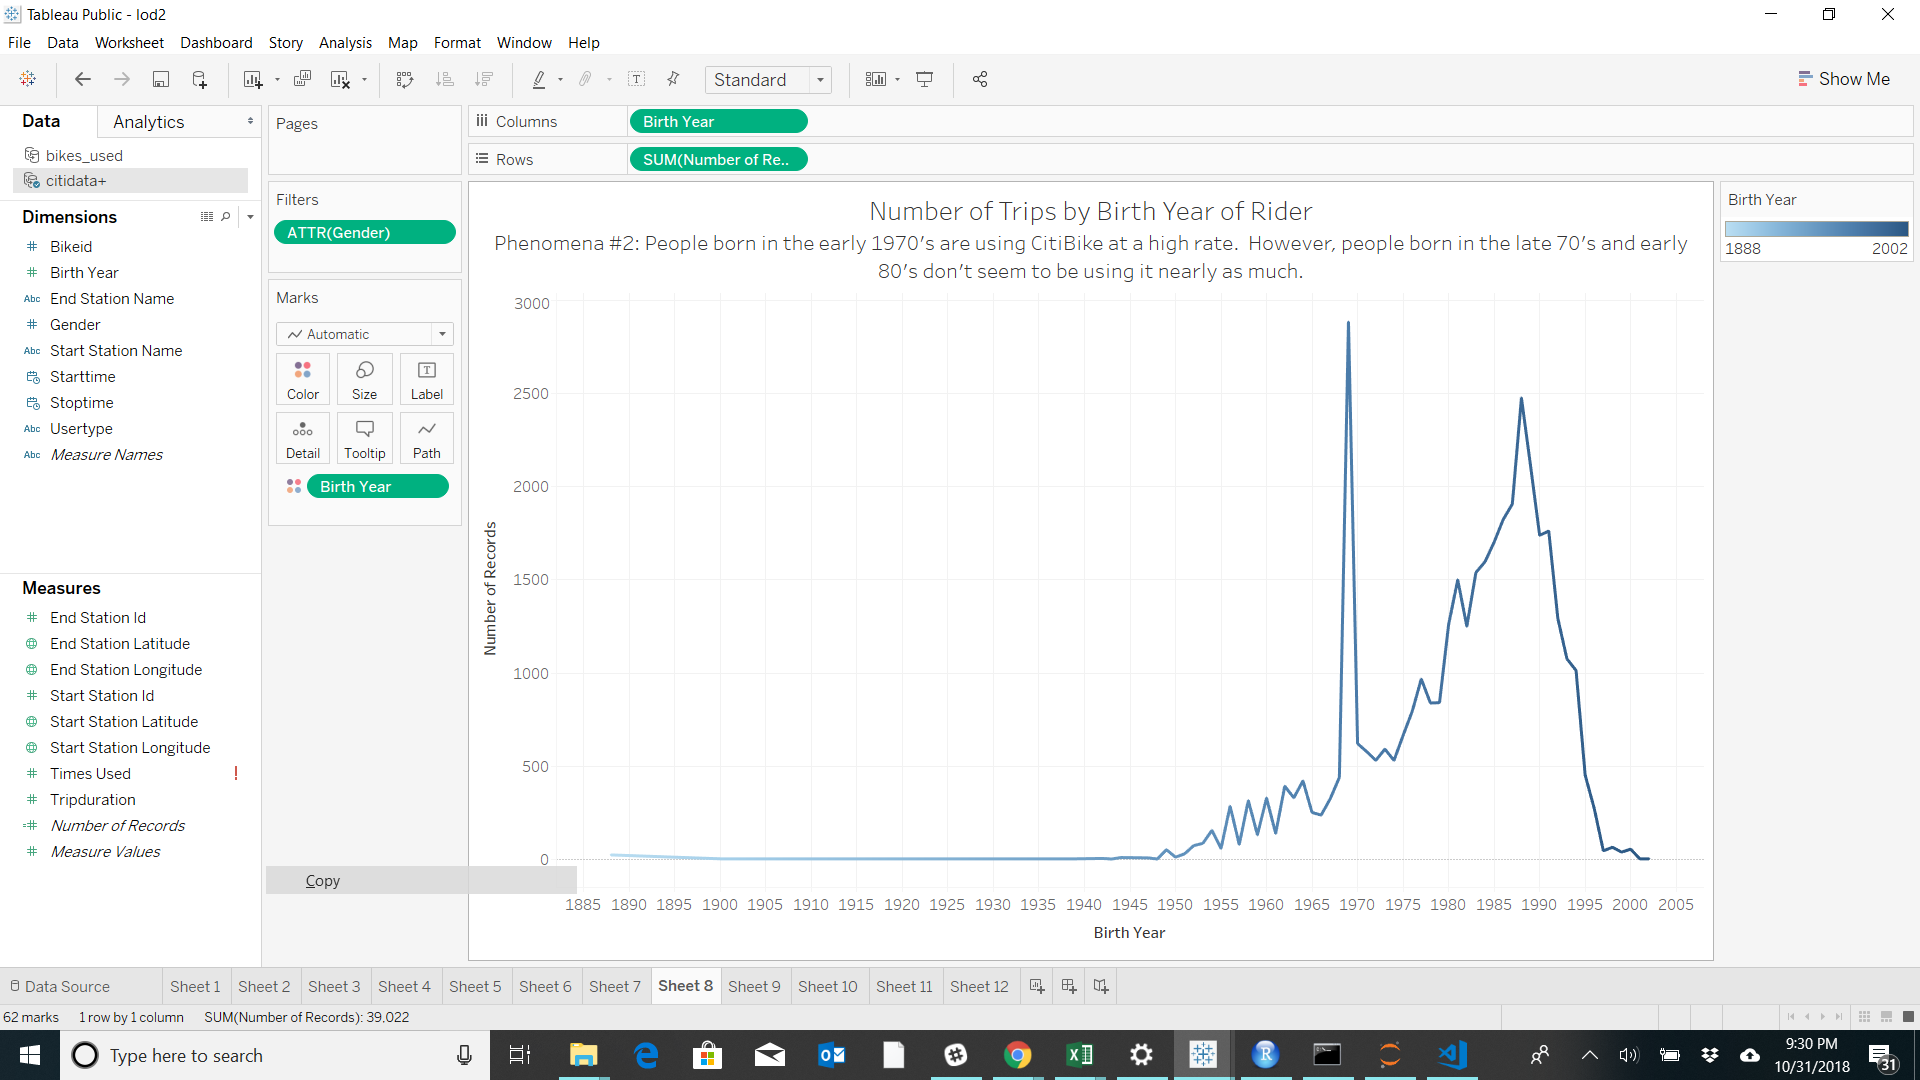 Tableau Public - lod2
File Data Worksheet Dashboard Story Analysis Map Format Window Help
Standard
Show Me
Data Analytics
bikes_used
citidata+
Dimensions
# Bikeid
# Birth Year
Abc End Station Name
# Gender
Abc Start Station Name
Starttime
Stoptime
Abc Usertype
Abc Measure Names
Measures
# End Station Id
End Station Latitude
End Station Longitude
# Start Station Id
Start Station Latitude
Start Station Longitude
# Times Used !
# Tripduration
=# Number of Records
# Measure Values
Pages
Filters
ATTR(Gender)
Marks
Automatic
Color Size Label
Detail Tooltip Path
Birth Year
Copy
Columns Birth Year
Rows SUM(Number of Re..
Number of Trips by Birth Year of Rider
Phenomena #2: People born in the early 1970's are using CitiBike at a high rate. However, people born in the late 70's and early
80's don't seem to be using it nearly as much.
3000
2500
2000
1500
1000
500
0
Number of Records
1885 1890 1895 1900 1905 1910 1915 1920 1925 1930 1935 1940 1945 1950 1955 1960 1965 1970 1975 1980 1985 1990 1995 2000 2005
Birth Year
Birth Year
1888 2002
Data Source Sheet 1 Sheet 2 Sheet 3 Sheet 4 Sheet 5 Sheet 6 Sheet 7 Sheet 8 Sheet 9 Sheet 10 Sheet 11 Sheet 12
62 marks 1 row by 1 column SUM(Number of Records): 39,022
Type here to search
9:30 PM
10/31/2018
31